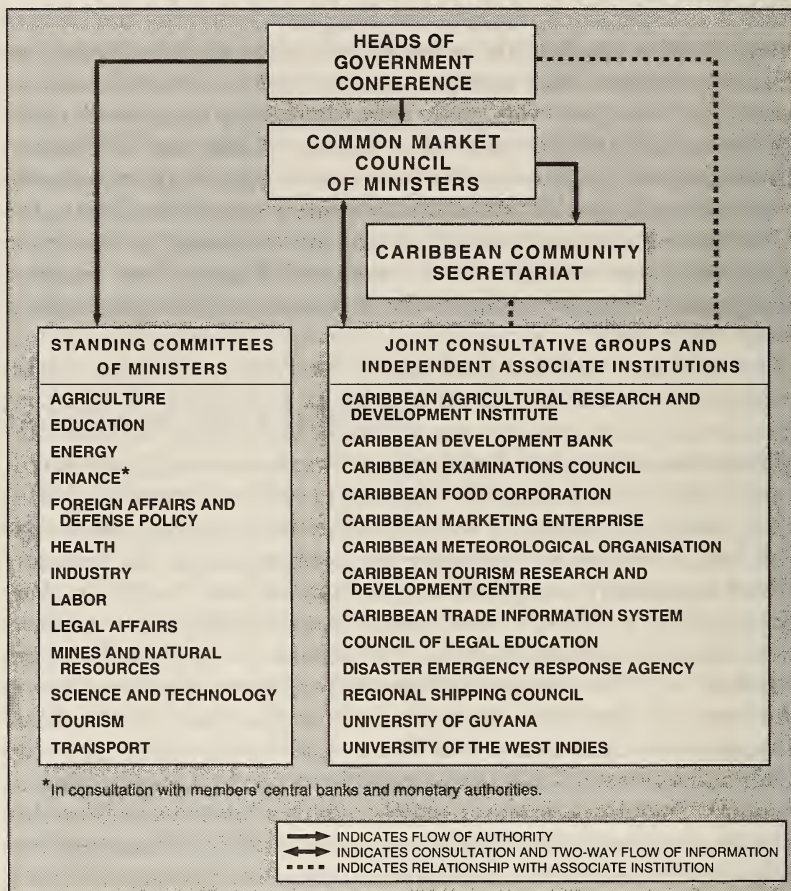 HEADS OF
GOVERNMENT
CONFERENCE
COMMON MARKET
COUNCIL
OF MINISTERS
CARIBBEAN COMMUNITY
SECRETARIAT
STANDING COMMITTEES
OF MINISTERS
AGRICULTURE
EDUCATION
ENERGY
FINANCE*
FOREIGN AFFAIRS AND
DEFENSE POLICY
HEALTH
INDUSTRY
LABOR
LEGAL AFFAIRS
MINES AND NATURAL
RESOURCES
SCIENCE AND TECHNOLOGY
TOURISM
TRANSPORT
JOINT CONSULTATIVE GROUPS AND
INDEPENDENT ASSOCIATE INSTITUTIONS
CARIBBEAN AGRICULTURAL RESEARCH AND
DEVELOPMENT INSTITUTE
CARIBBEAN DEVELOPMENT BANK
CARIBBEAN EXAMINATIONS COUNCIL
CARIBBEAN FOOD CORPORATION
CARIBBEAN MARKETING ENTERPRISE
CARIBBEAN METEOROLOGICAL ORGANISATION
CARIBBEAN TOURISM RESEARCH AND
DEVELOPMENT CENTRE
CARIBBEAN TRADE INFORMATION SYSTEM
COUNCIL OF LEGAL EDUCATION
DISASTER EMERGENCY RESPONSE AGENCY
REGIONAL SHIPPING COUNCIL
UNIVERSITY OF GUYANA
UNIVERSITY OF THE WEST INDIES
*In consultation with members' central banks and monetary authorities.
INDICATES FLOW OF AUTHORITY
INDICATES CONSULTATION AND TWO-WAY FLOW OF INFORMATION
INDICATES RELATIONSHIP WITH ASSOCIATE INSTITUTION